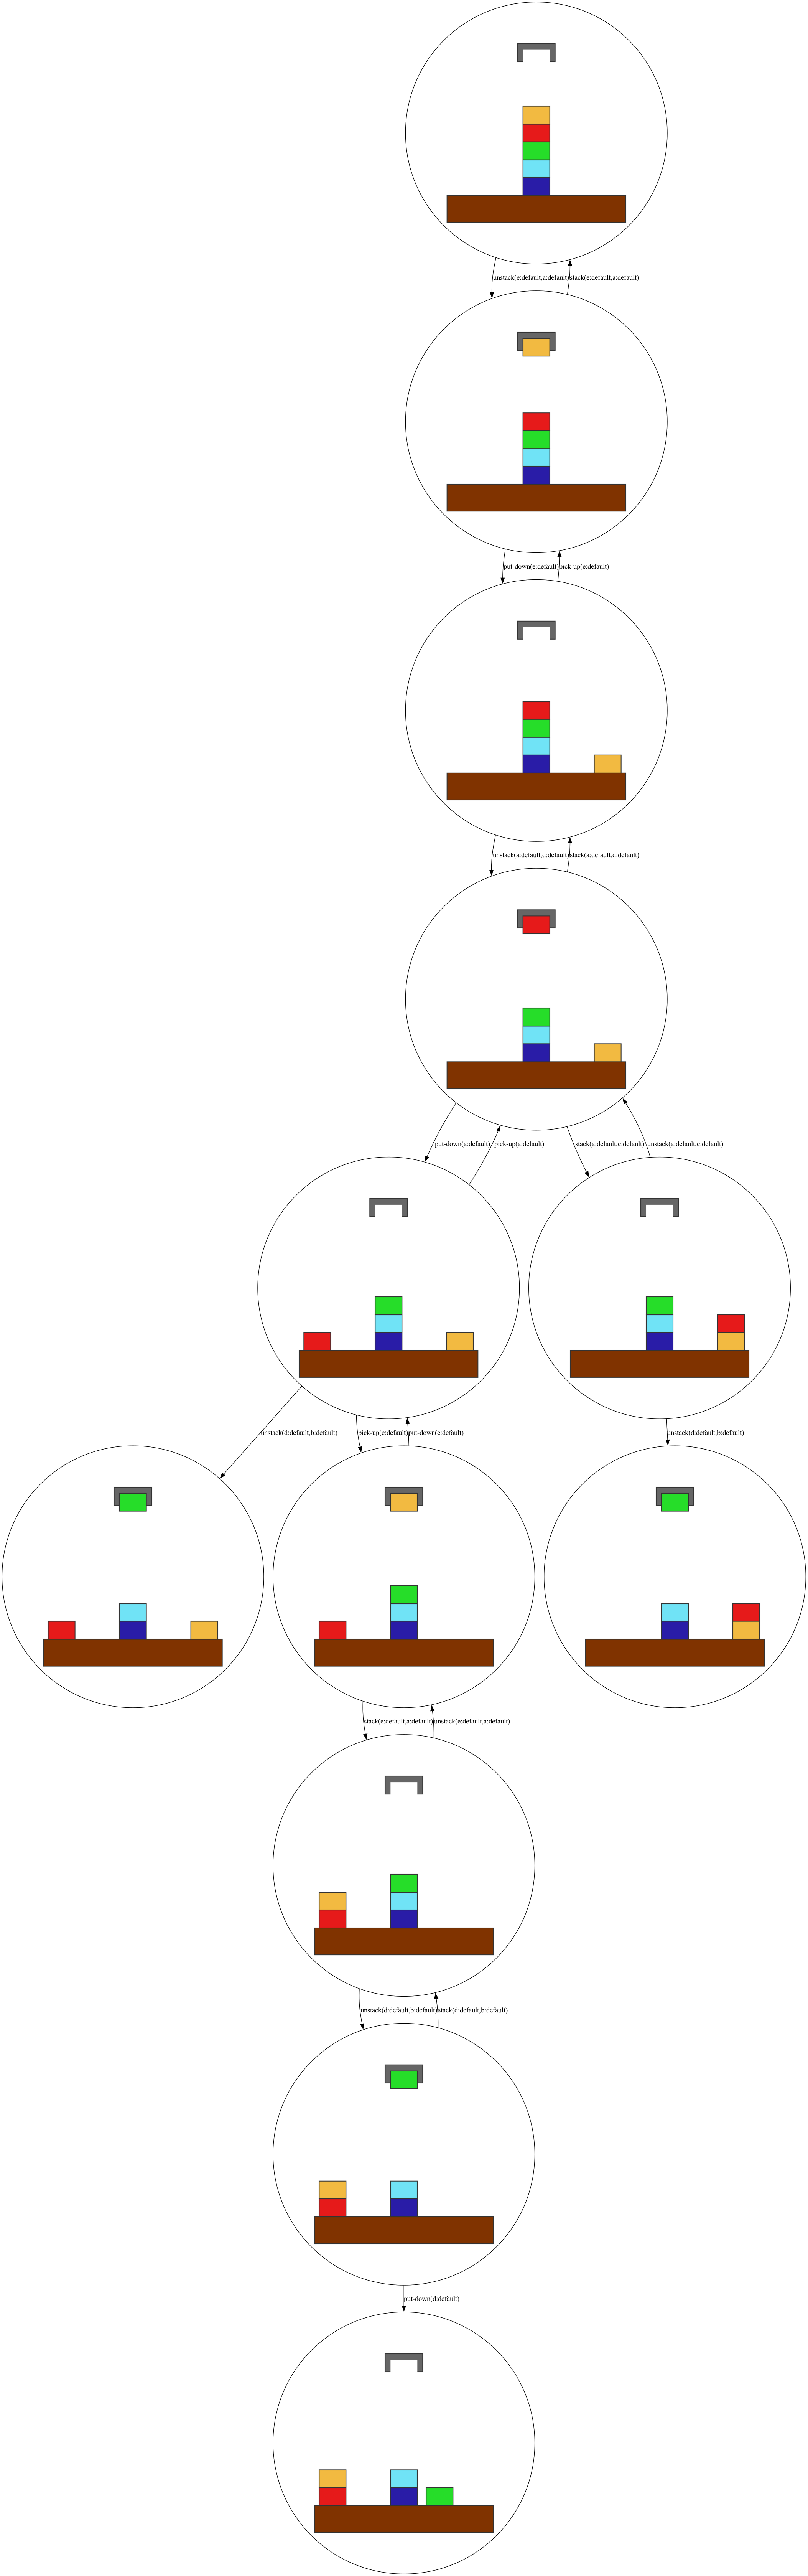 unstack(e:default,a:default)
stack(e:default,a:default)
put-down(e:default)
pick-up(e:default)
unstack(a:default,d:default)
stack(a:default,d:default)
put-down(a:default)
pick-up(a:default)
stack(a:default,e:default)
unstack(a:default,e:default)
unstack(d:default,b:default)
pick-up(e:default)
put-down(e:default)
unstack(d:default,b:default)
stack(e:default,a:default)
unstack(e:default,a:default)
unstack(d:default,b:default)
stack(d:default,b:default)
put-down(d:default)